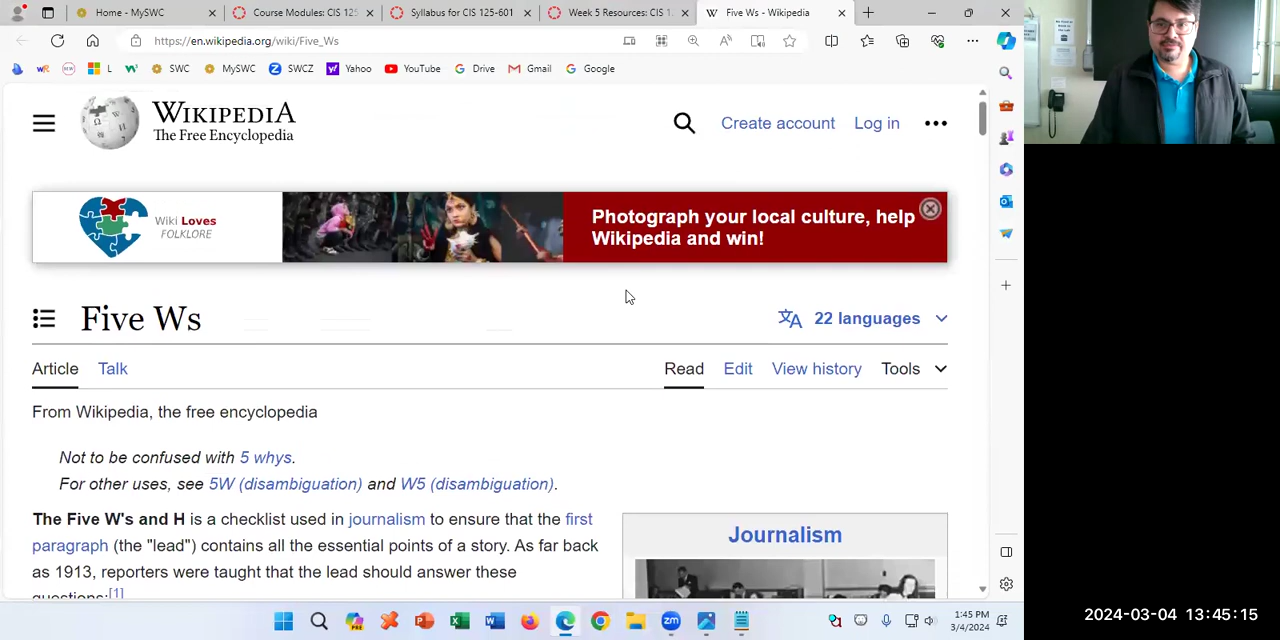 Home - MySWC
Course Modules: CIS 125
Syllabus for CIS 125-601
Week 5 Resources: CIS 1
Five Ws - Wikipedia
https://en.wikipedia.org/wiki/Five_Ws
L
SWC
MySWC
SWCZ
Yahoo
YouTube
Drive
Gmail
Google
WIKIPEDIA
The Free Encyclopedia
Create account
Log in
Wiki Loves
FOLKLORE
Photograph your local culture, help
Wikipedia and win!
Five Ws
22 languages
Article
Talk
Read
Edit
View history
Tools
From Wikipedia, the free encyclopedia
Not to be confused with 5 whys.
For other uses, see 5W (disambiguation) and W5 (disambiguation).
The Five W's and H is a checklist used in journalism to ensure that the first
paragraph (the "lead") contains all the essential points of a story. As far back
as 1913, reporters were taught that the lead should answer these
questions:[1]
Journalism
1:45 PM
3/4/2024
2024-03-04 13:45:15